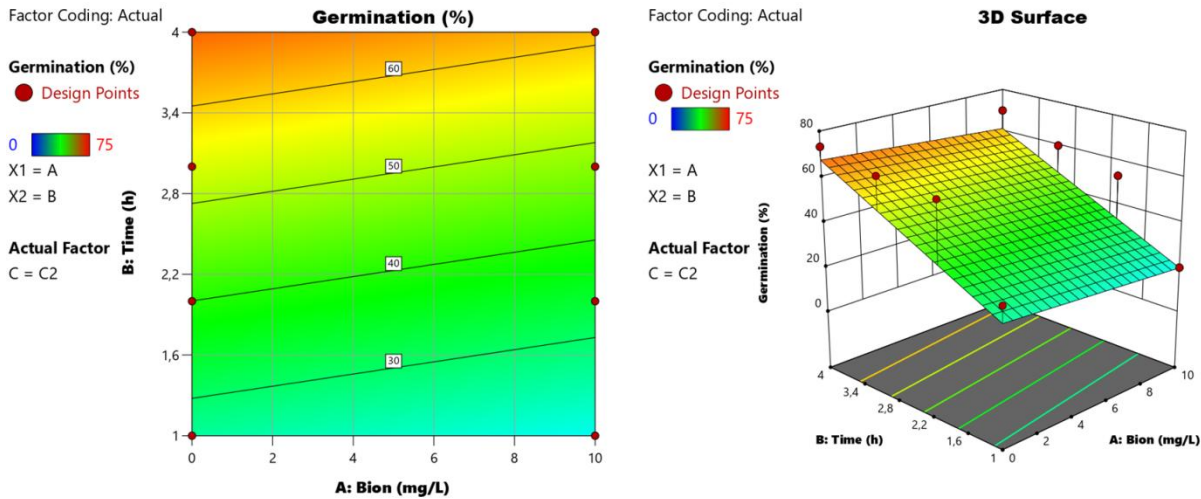 Factor Coding: Actual
Germination (%)
Germination (%)
Design Points
0 75
X1 = A
X2 = B
Actual Factor
C = C2
B: Time (h)
4
3,4
2,8
2,2
1,6
1
60
50
40
30
0 2 4 6 8 10
A: Bion (mg/L)
Factor Coding: Actual
3D Surface
Germination (%)
Design Points
0 75
X1 = A
X2 = B
Actual Factor
C = C2
Germination (%)
80
60
40
20
0
4
3,4
2,8
2,2
1,6
1
B: Time (h)
0
2
4
6
8
10
A: Bion (mg/L)